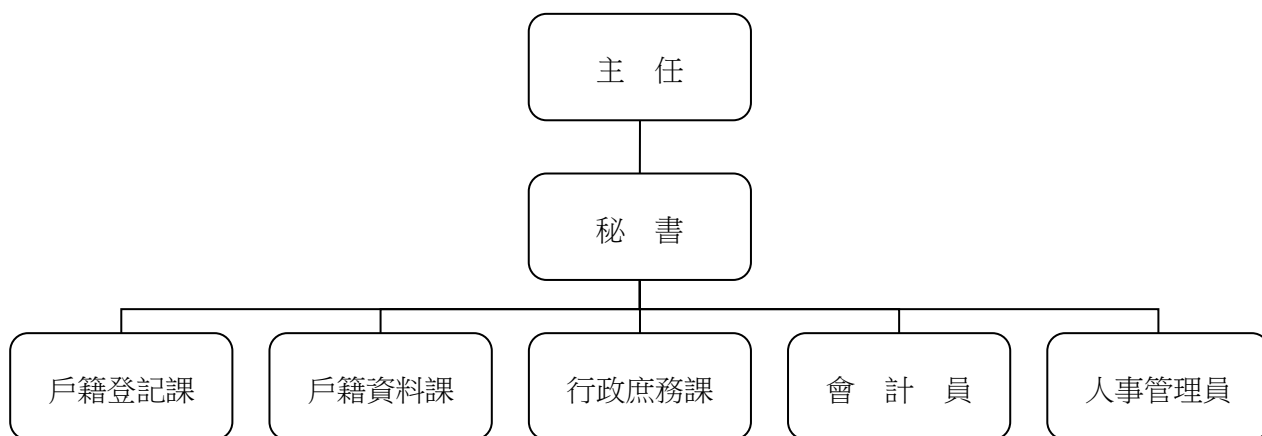 主　任
秘　書
戶籍登記課
戶籍資料課
行政庶務課
會　計　員
人事管理員